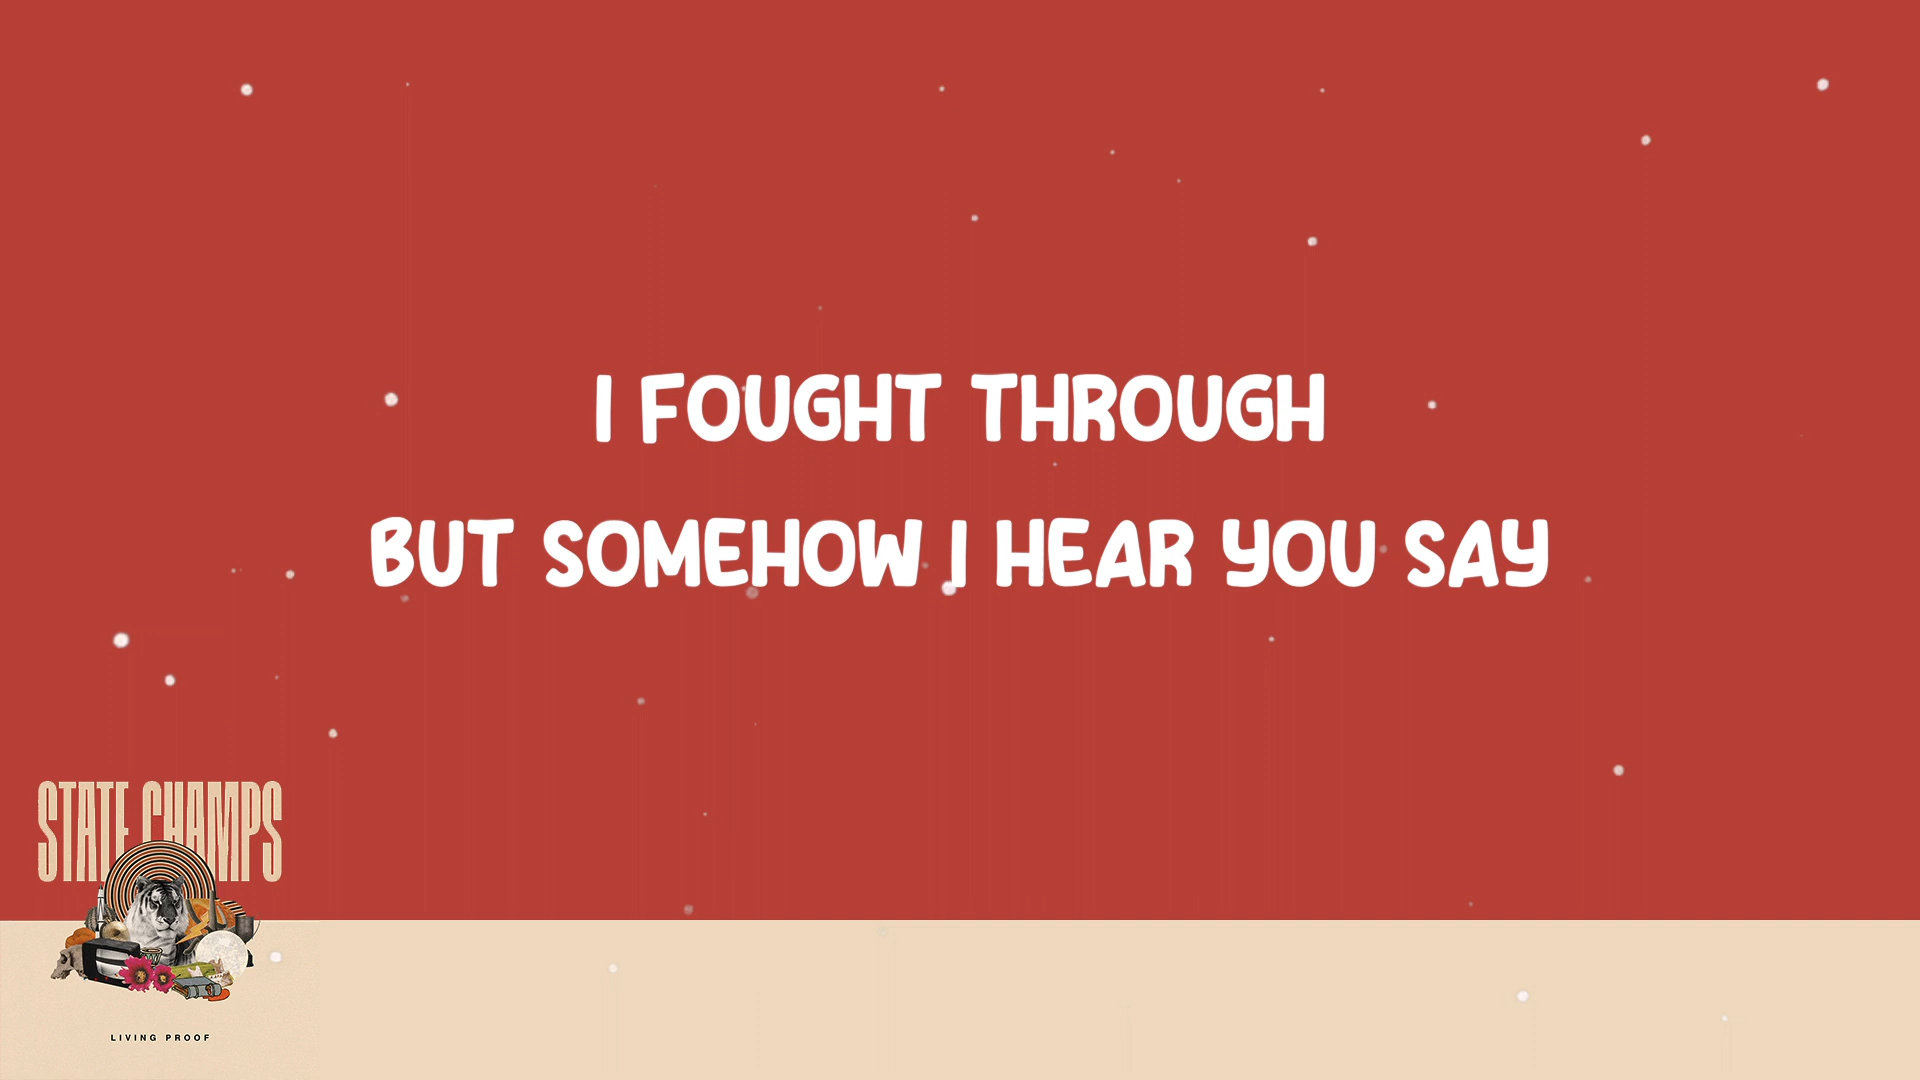 I FOUGHT THROUGH
BUT SOMEHOW I HEAR YOU SAY
STATE CHAMPS
LIVING PROOF